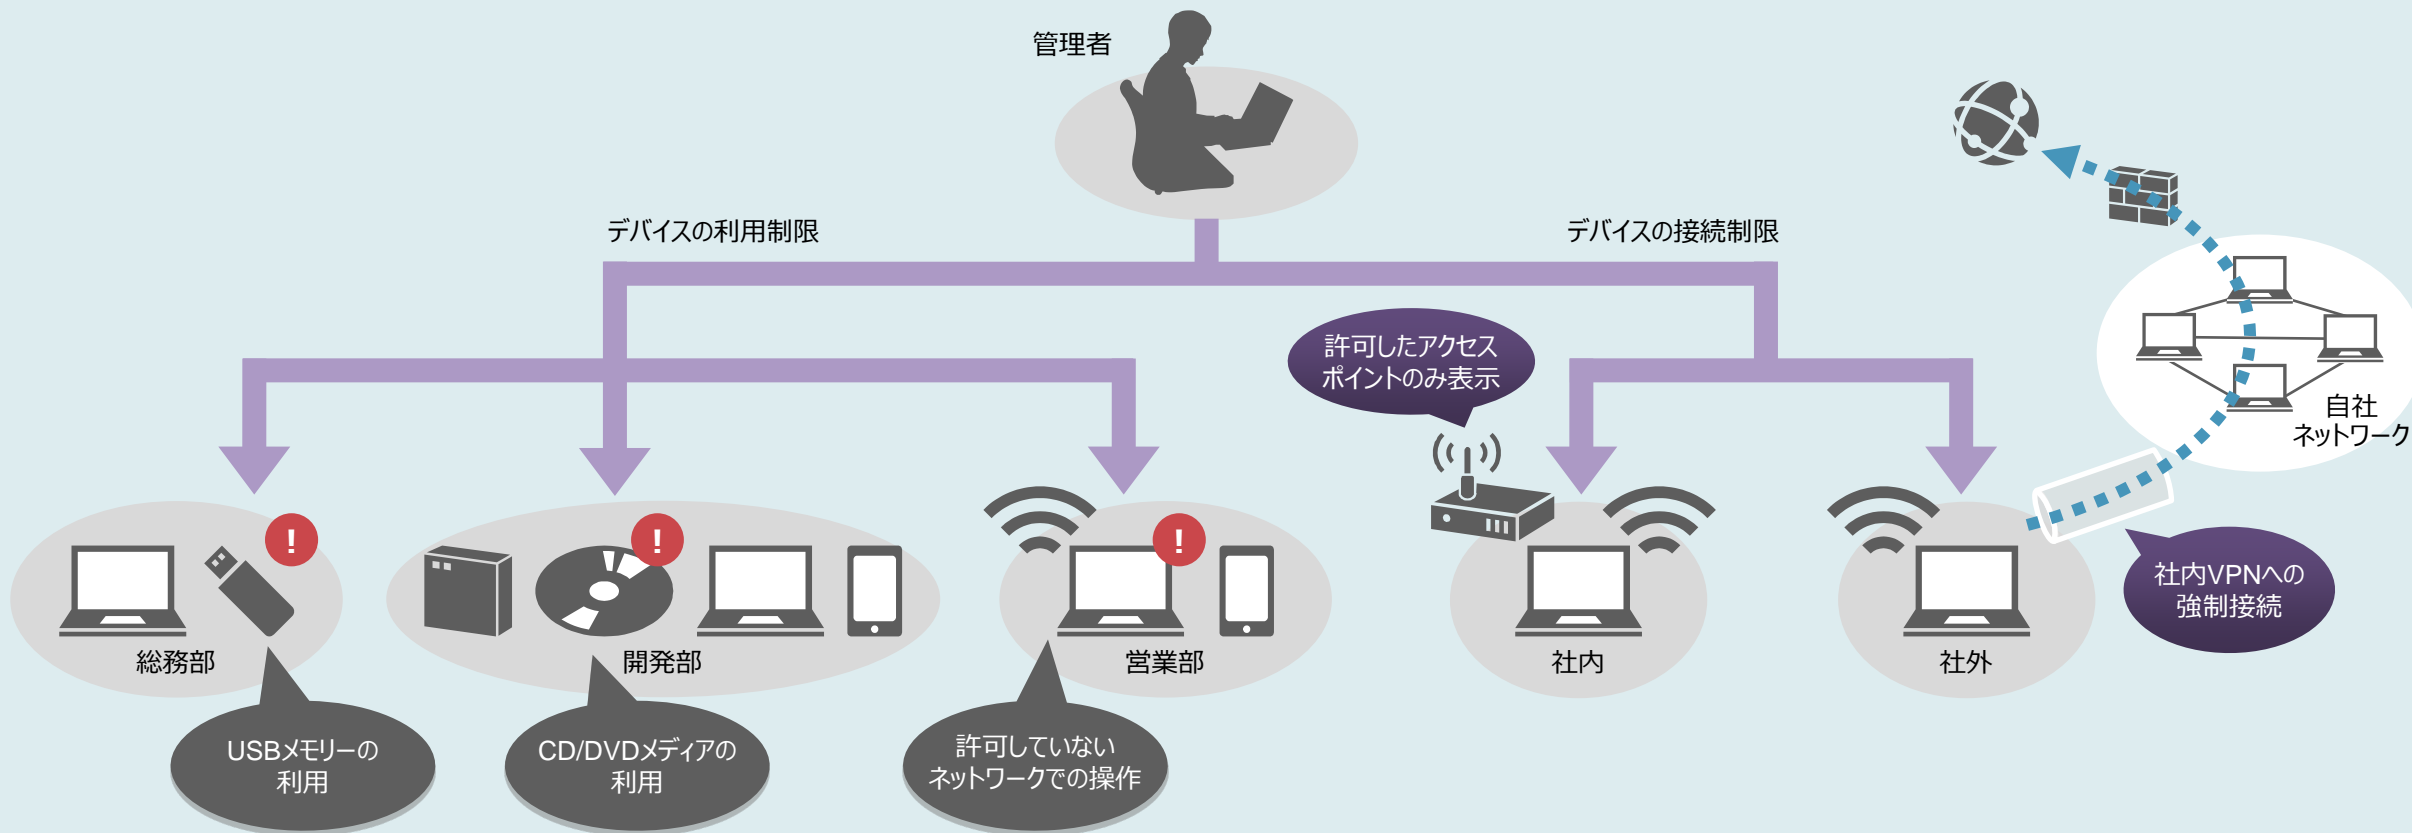 管理者
デバイスの利用制限
デバイスの接続制限
許可したアクセス
ポイントのみ表示
自社
ネットワーク
!
!
!
社内VPNへの
強制接続
総務部
開発部
営業部
社内
社外
USBメモリーの
利用
CD/DVDメディアの
利用
許可していない
ネットワークでの操作